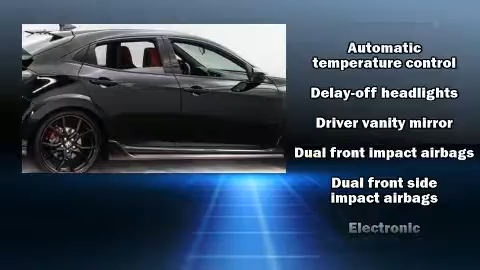 Automatic
temperature control
Delay-off headlights
Driver vanity mirror
Dual front impact airbags
Dual front side
impact airbags
Electronic